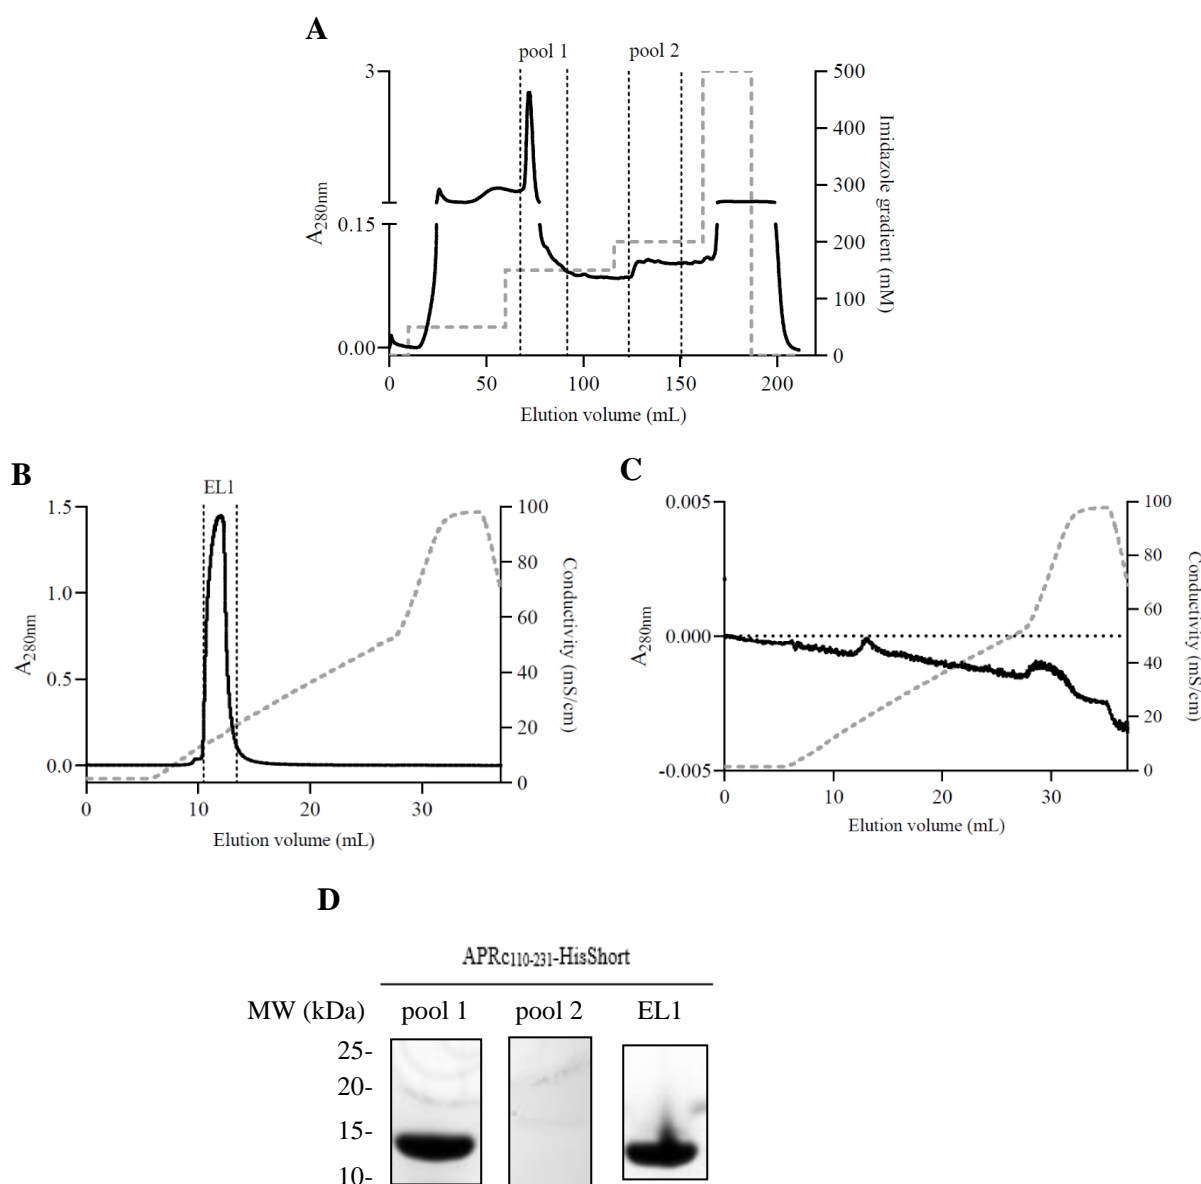 A
pool 1 pool 2
3 500
400
300
0.15 200
100
0.00 0
A280nm
Imidazole gradient (mM)
0 50 100 150 200
Elution volume (mL)
B
EL1
1.5 100
80
1.0
60
0.5 40
20
0.0 0
A280nm
Conductivity (mS/cm)
0 10 20 30
Elution volume (mL)
C
0.005 100
80
60
0.000
40
20
-0.005 0
A280nm
Conductivity (mS/cm)
0 10 20 30
Elution volume (mL)
D
APRc110-231-HisShort
MW (kDa) pool 1 pool 2 EL1
25-
20-
15-
10-